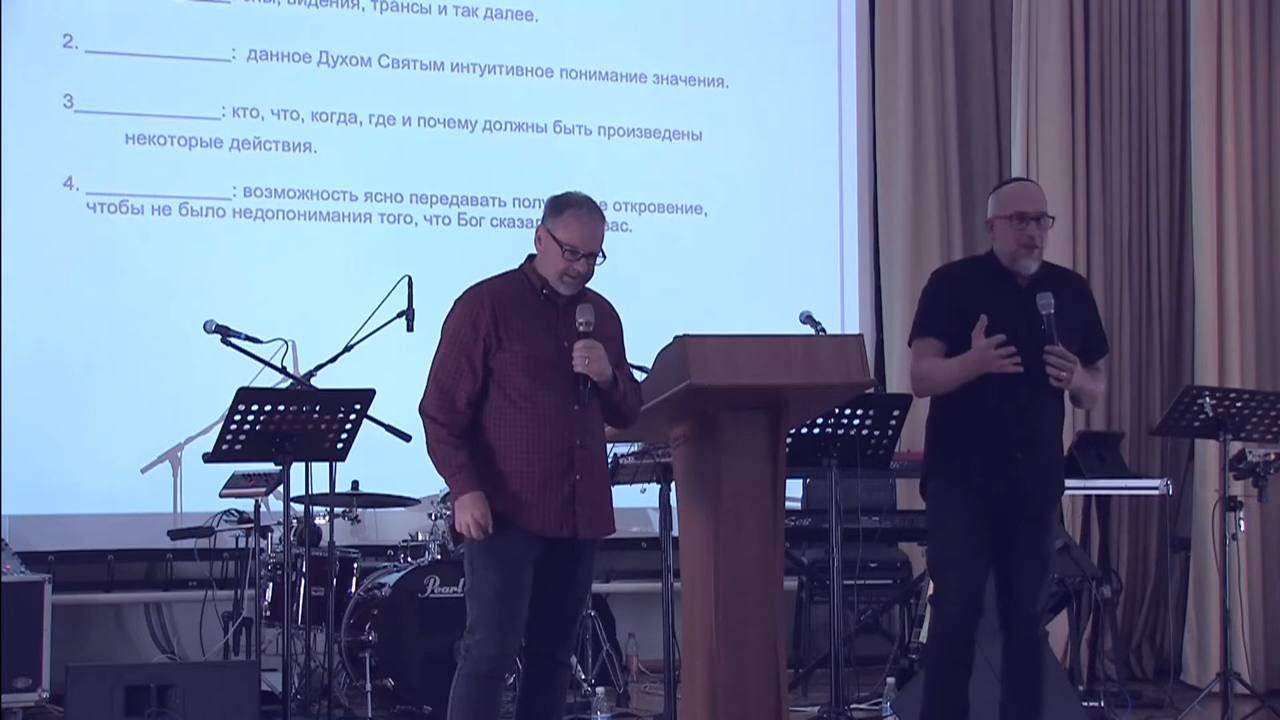 видения, трансы и так далее.
2. ______________: данное Духом Святым интуитивное понимание значения.
3______________: кто, что, когда, где и почему должны быть произведены
некоторые действия.
4. ______________: возможность ясно передавать откровение,
чтобы не было недопонимания того, что Бог
Pearl